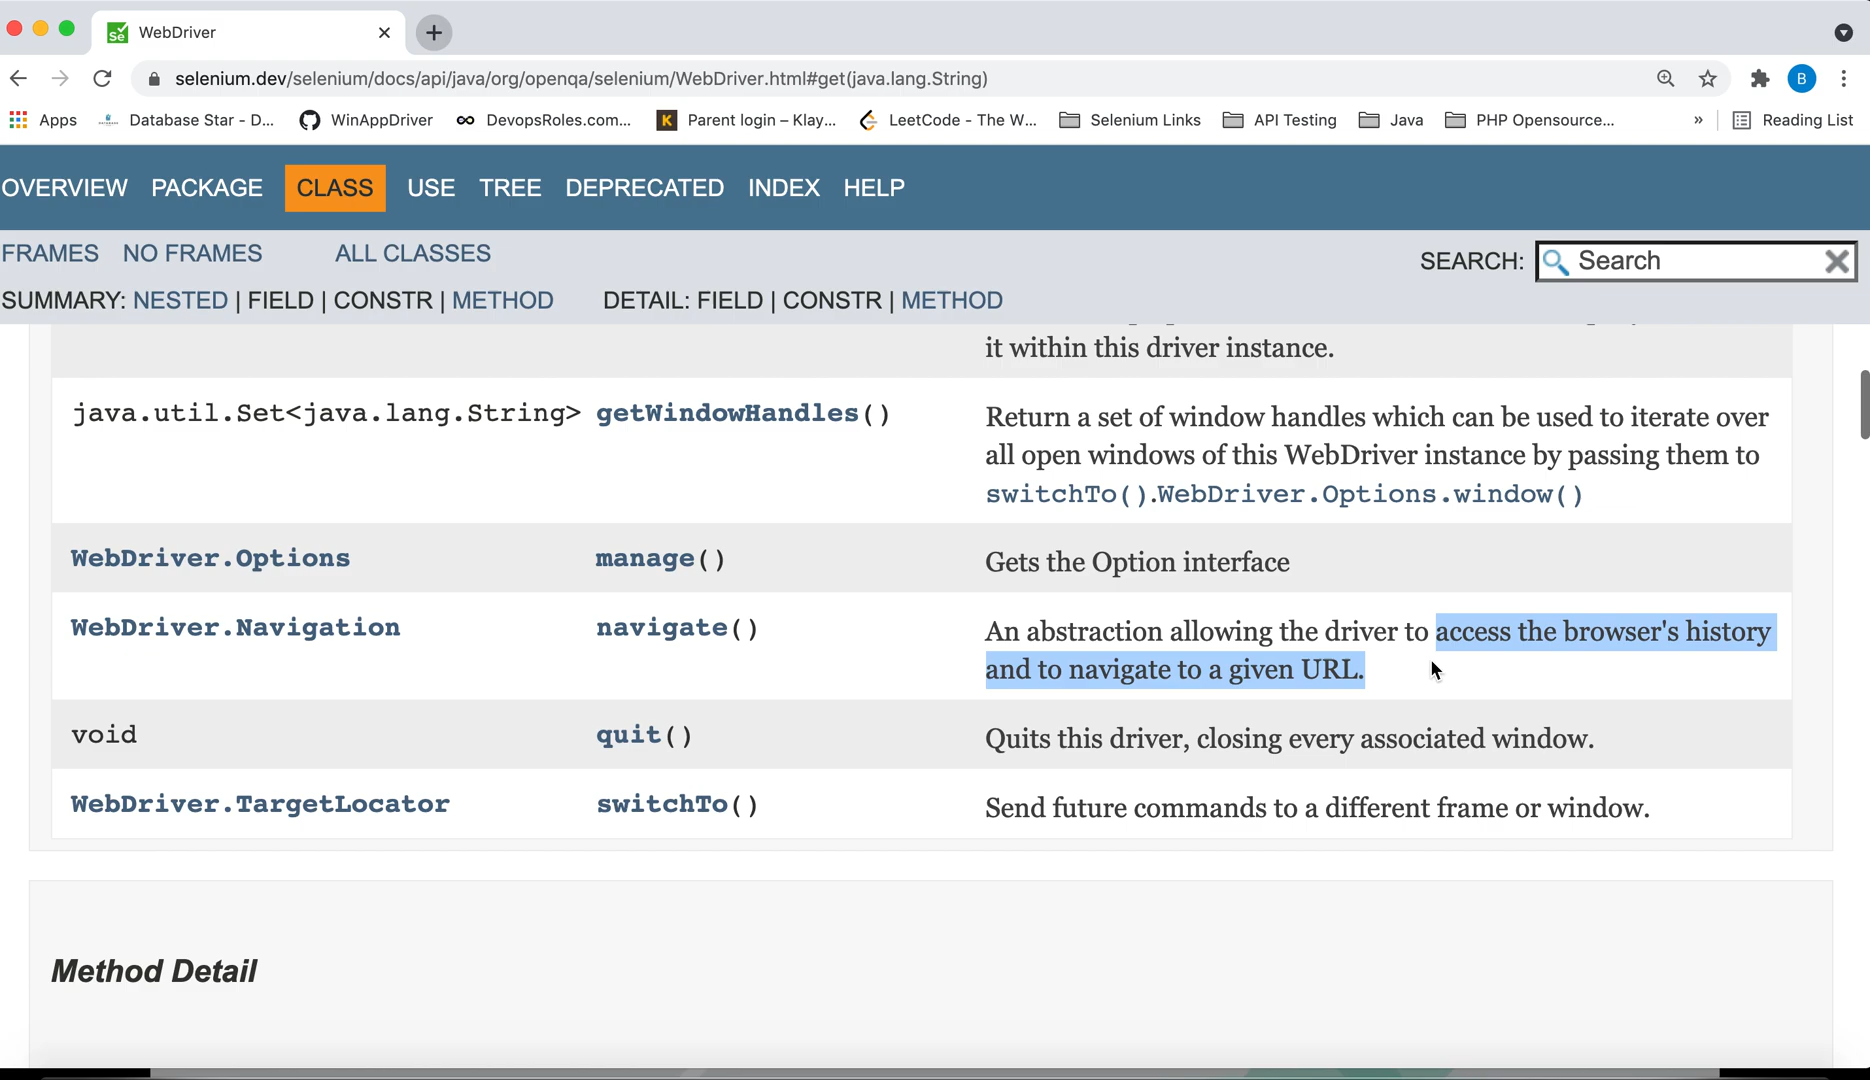 WebDriver
selenium.dev/selenium/docs/api/java/org/openqa/selenium/WebDriver.html#get(java.lang.String)
B
Apps Database Star - D... WinAppDriver DevopsRoles.com... K Parent login – Klay... LeetCode - The W... Selenium Links API Testing Java PHP Opensource... » Reading List
OVERVIEW PACKAGE CLASS USE TREE DEPRECATED INDEX HELP
FRAMES NO FRAMES ALL CLASSES
SEARCH: Search
SUMMARY: NESTED | FIELD | CONSTR | METHOD DETAIL: FIELD | CONSTR | METHOD
it within this driver instance.
java.util.Set<java.lang.String> getWindowHandles() Return a set of window handles which can be used to iterate over
all open windows of this WebDriver instance by passing them to
switchTo().WebDriver.Options.window()
WebDriver.Options manage() Gets the Option interface
WebDriver.Navigation navigate() An abstraction allowing the driver to access the browser's history
and to navigate to a given URL.
void quit() Quits this driver, closing every associated window.
WebDriver.TargetLocator switchTo() Send future commands to a different frame or window.
Method Detail